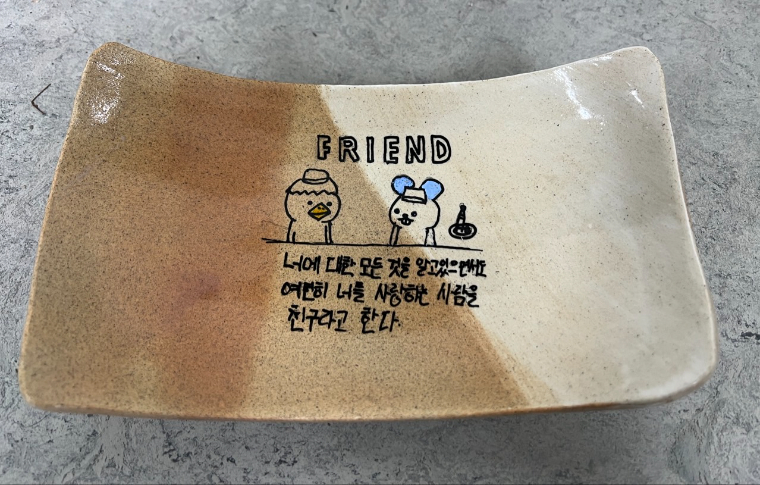 FRIEND
너에 대한 모든 것을 알고있으면서도
여전히 너를 사랑하는 사람을
친구라고 한다.